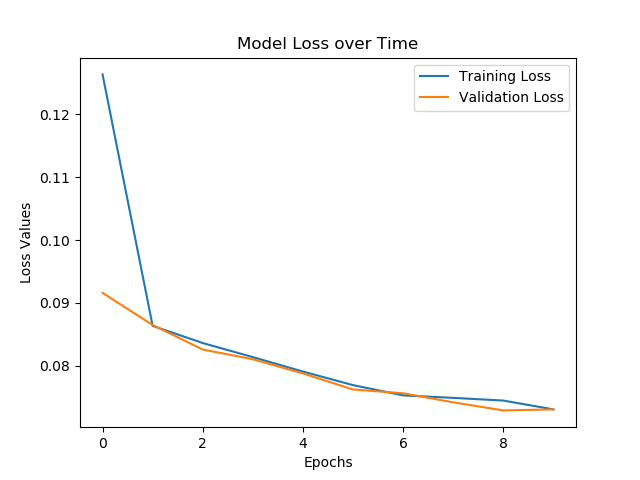 Model Loss over Time
Training Loss
Validation Loss
0.12
0.11
0.10
0.09
0.08
Loss Values
0
2
4
6
8
Epochs